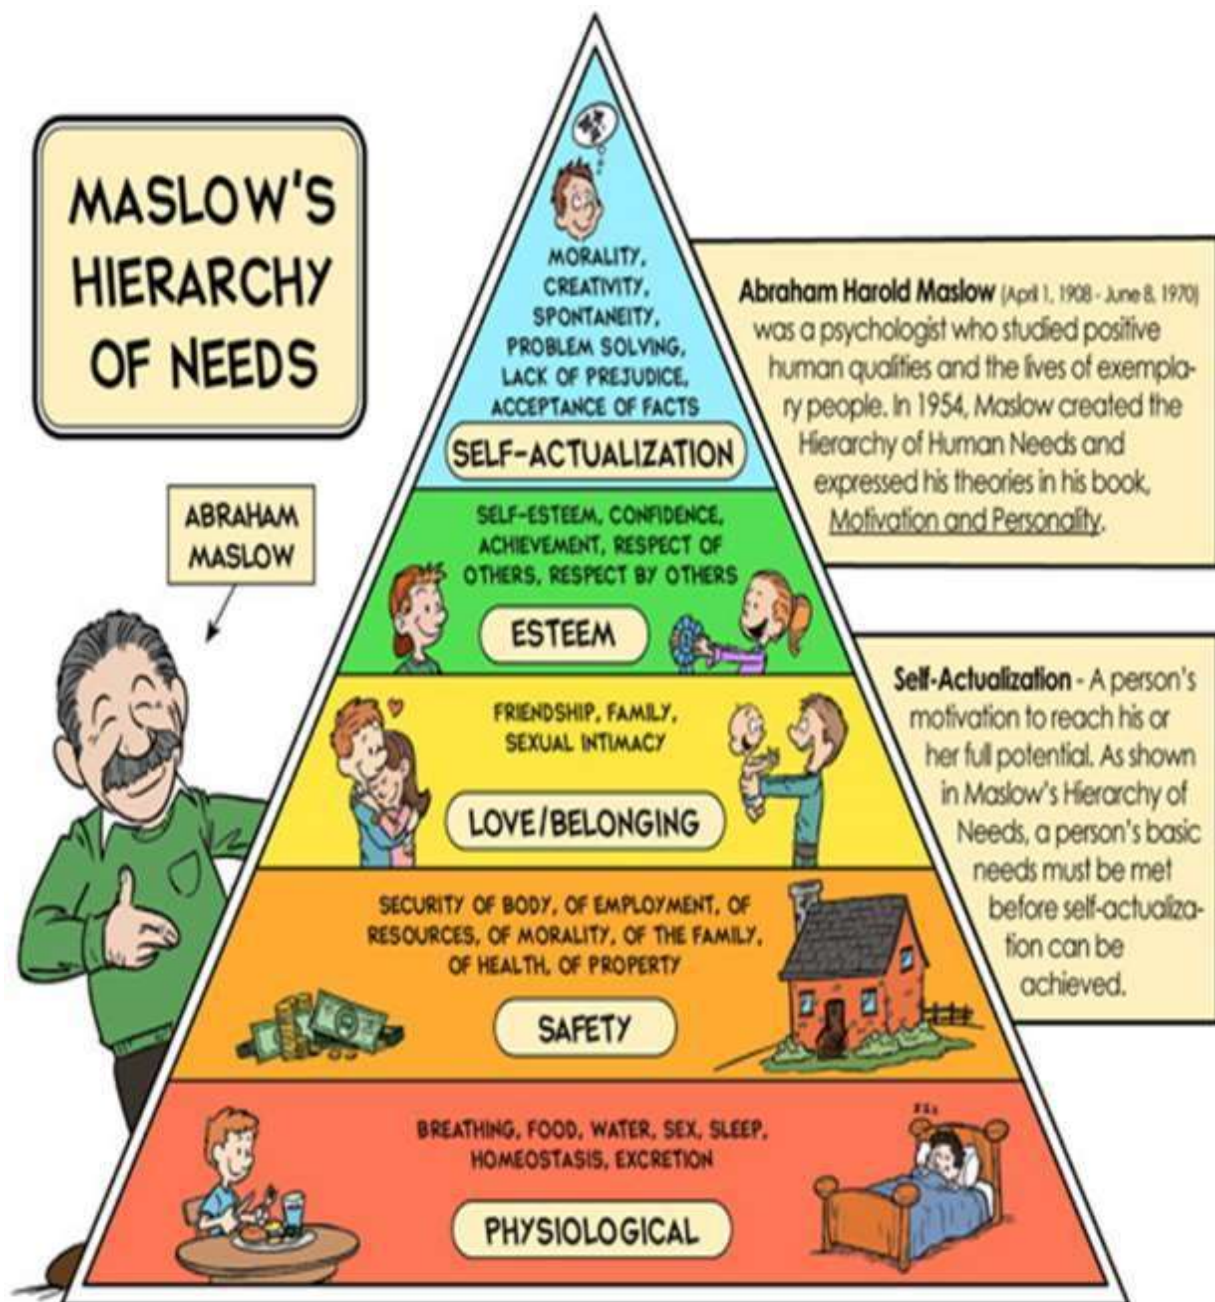 MASLOW'S
HIERARCHY
OF NEEDS
ABRAHAM
MASLOW
MORALITY,
CREATIVITY,
SPONTANEITY,
PROBLEM SOLVING,
LACK OF PREJUDICE,
ACCEPTANCE OF FACTS
SELF-ACTUALIZATION
SELF-ESTEEM, CONFIDENCE,
ACHIEVEMENT, RESPECT OF
OTHERS, RESPECT BY OTHERS
ESTEEM
FRIENDSHIP, FAMILY,
SEXUAL INTIMACY
LOVE/BELONGING
SECURITY OF BODY, OF EMPLOYMENT, OF
RESOURCES, OF MORALITY, OF THE FAMILY,
OF HEALTH, OF PROPERTY
SAFETY
BREATHING, FOOD, WATER, SEX, SLEEP,
HOMEOSTASIS, EXCRETION
PHYSIOLOGICAL
zzz
Abraham Harold Maslow (April 1, 1908 - June 8, 1970)
was a psychologist who studied positive
human qualities and the lives of exempla-
ry people. In 1954, Maslow created the
Hierarchy of Human Needs and
expressed his theories in his book,
Motivation and Personality.
Self-Actualization - A person's
motivation to reach his or
her full potential. As shown
in Maslow's Hierarchy of
Needs, a person's basic
needs must be met
before self-actualiza-
tion can be
achieved.